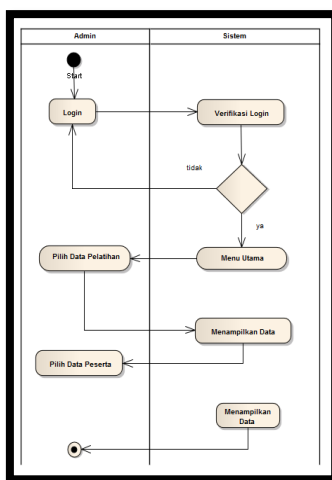 Admin
Sistem
Start
Login
Verifikasi Login
tidak
ya
Pilih Data Pelatihan
Menu Utama
Menampilkan Data
Pilih Data Peserta
Menampilkan
Data